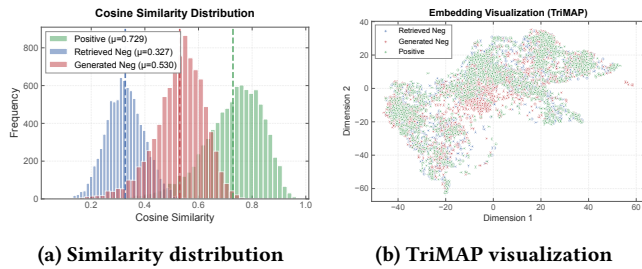 Cosine Similarity Distribution
Positive (μ=0.729)
Retrieved Neg (μ=0.327)
Generated Neg (μ=0.530)
Frequency
800
600
400
200
0
0.2 0.4 0.6 0.8 1.0
Cosine Similarity
(a) Similarity distribution
Embedding Visualization (TriMAP)
Retrieved Neg
Generated Neg
Positive
Dimension 2
40
20
0
−20
−40
−60
−40 −20 0 20 40 60
Dimension 1
(b) TriMAP visualization